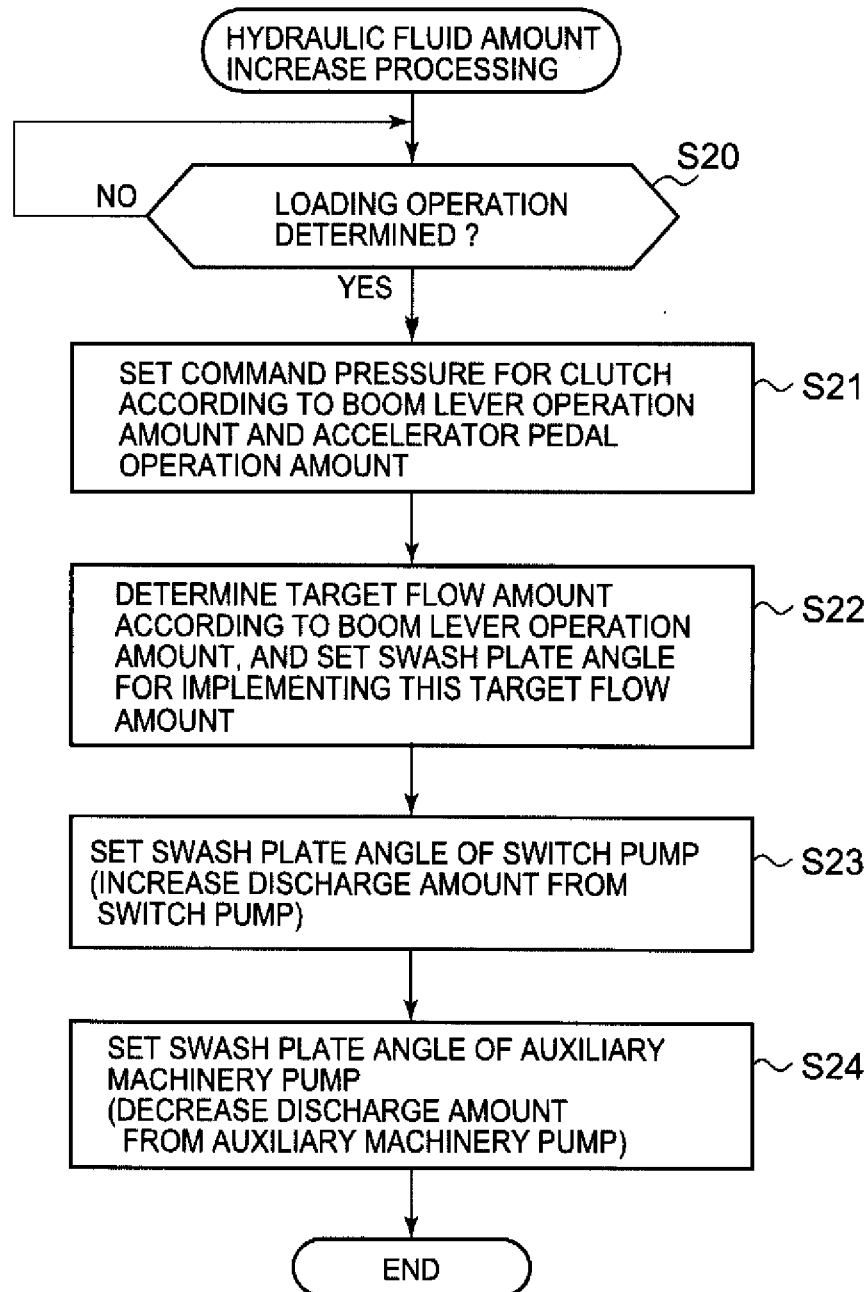 HYDRAULIC FLUID AMOUNT
INCREASE PROCESSING
S20
NO
LOADING OPERATION
DETERMINED ?
YES
SET COMMAND PRESSURE FOR CLUTCH
ACCORDING TO BOOM LEVER OPERATION
AMOUNT AND ACCELERATOR PEDAL
OPERATION AMOUNT
S21
DETERMINE TARGET FLOW AMOUNT
ACCORDING TO BOOM LEVER OPERATION
AMOUNT, AND SET SWASH PLATE ANGLE
FOR IMPLEMENTING THIS TARGET FLOW
AMOUNT
S22
SET SWASH PLATE ANGLE OF SWITCH PUMP
(INCREASE DISCHARGE AMOUNT FROM
SWITCH PUMP)
S23
SET SWASH PLATE ANGLE OF AUXILIARY
MACHINERY PUMP
(DECREASE DISCHARGE AMOUNT
FROM AUXILIARY MACHINERY PUMP)
S24
END